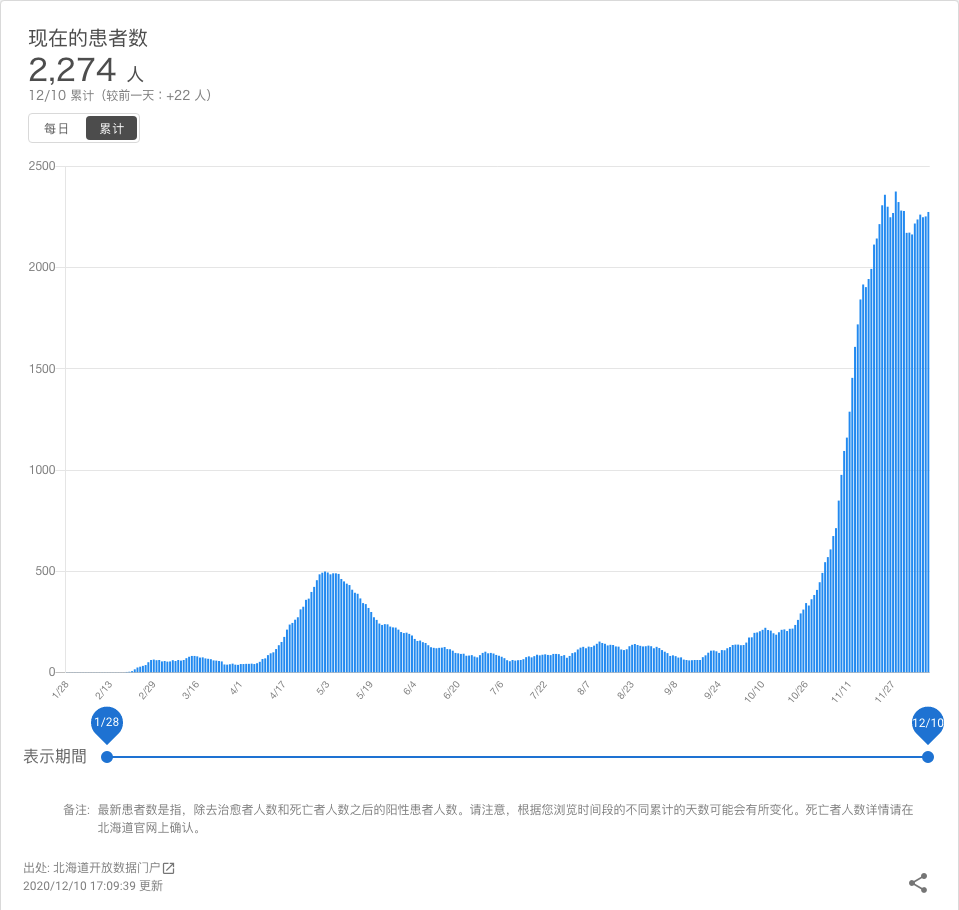 现在的患者数
2,274 人
12/10 累计（较前一天：+22 人）
每日 累计
2500
2000
1500
1000
500
0
1/28 2/13 2/29 3/16 4/1 4/17 5/3 5/19 6/4 6/20 7/6 7/22 8/7 8/23 9/8 9/24 10/10 10/26 11/11 11/27
1/28 12/10
表示期間
备注: 最新患者数是指，除去治愈者人数和死亡者人数之后的阳性患者人数。请注意，根据您浏览时间段的不同累计的天数可能会有所变化。死亡者人数详情请在
北海道官网上确认。
出处: 北海道开放数据门户
2020/12/10 17:09:39 更新